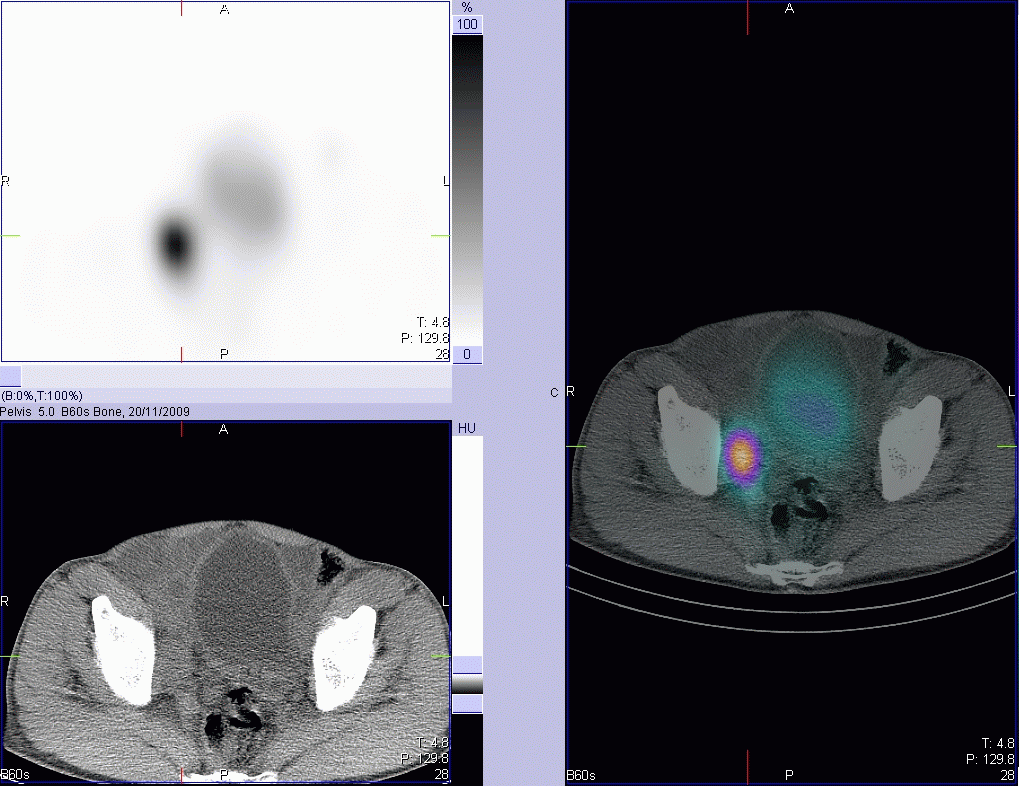 A
%
100
R
L
T: 4.8
P: 129.8
P
28
0
(B:0%,T:100%)
Pelvis 5.0 B60s Bone, 20/11/2009
A
HU
R
L
T: 4.8
P: 129.8
B60s
P
28
A
C
R
L
T: 4.8
P: 129.8
B60s
P
28